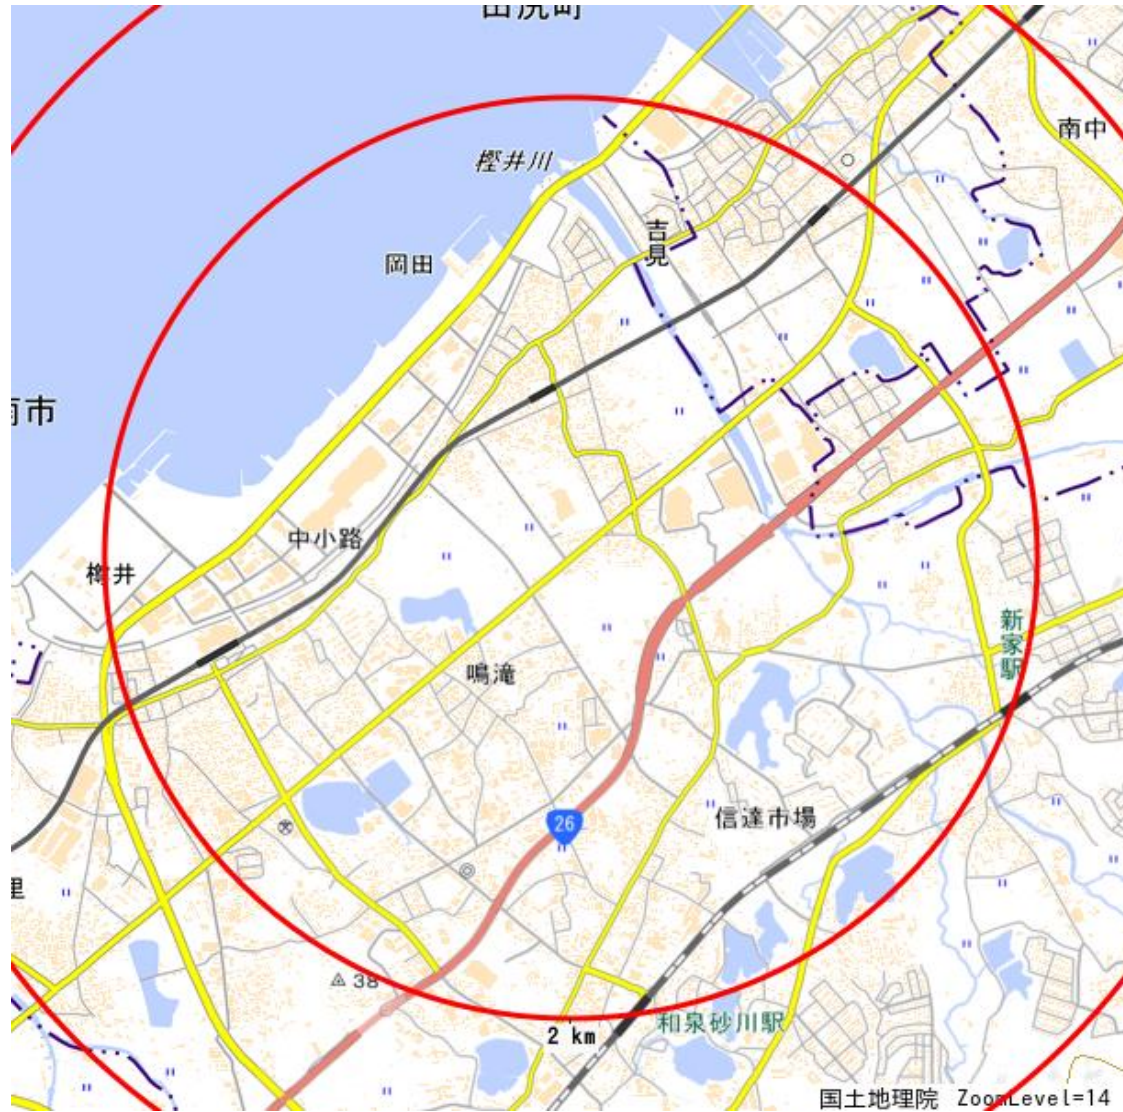 田尻町
南中
樫井川
吉見
岡田
南市
中小路
樽井
新家駅
鳴滝
26
信達市場
里
38
和泉砂川駅
2 km
国土地理院 ZoomLevel=14